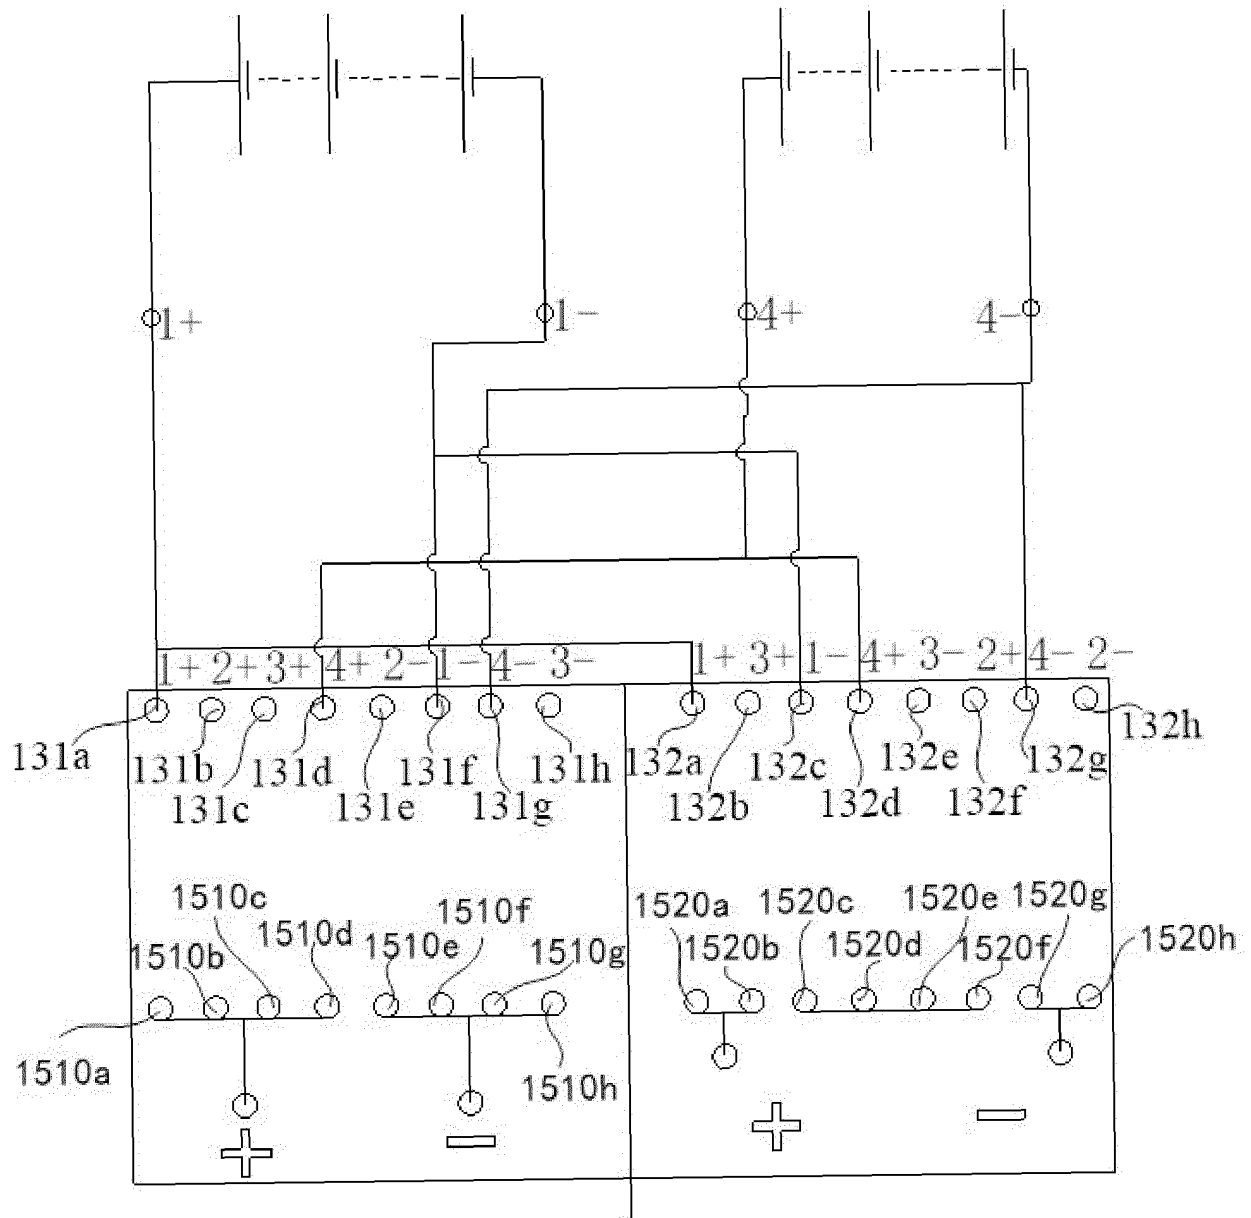 1+ 1- 4+ 4-
1+ 2+ 3+ 4+ 2- 1- 4- 3- 1+ 3+ 1- 4+ 3- 2+ 4- 2-
131a 131b 131d 131f 131h 132a 132c 132e 132g 132h
131c 131e 131g 132b 132d 132f
1510c 1510f 1520a 1520c 1520e 1520g
1510b 1510d 1510e 1510g 1520b 1520d 1520f 1520h
1510a 1510h
+ - + -